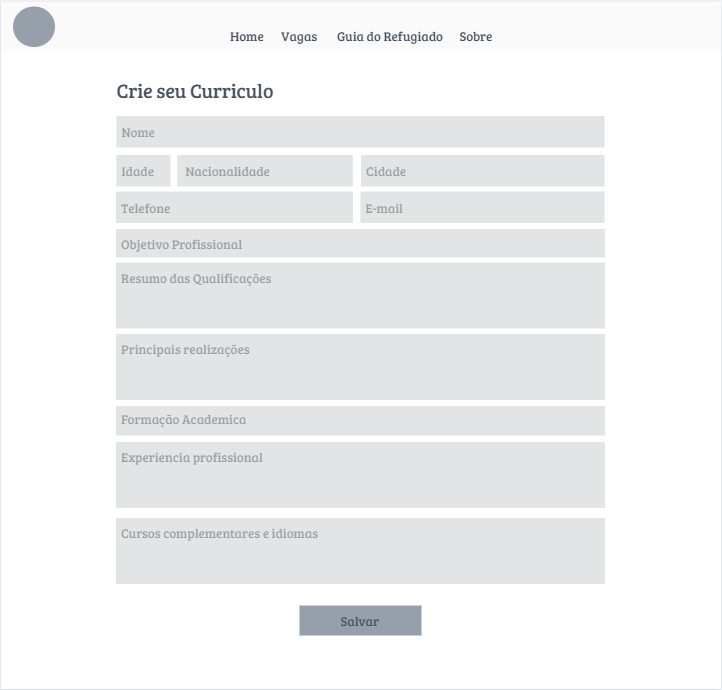 Home Vagas Guia do Refugiado Sobre
Crie seu Curriculo
Nome
Idade Nacionalidade Cidade
Telefone E-mail
Objetivo Profissional
Resumo das Qualificações
Principais realizações
Formação Academica
Experiencia profissional
Cursos complementares e idiomas
Salvar